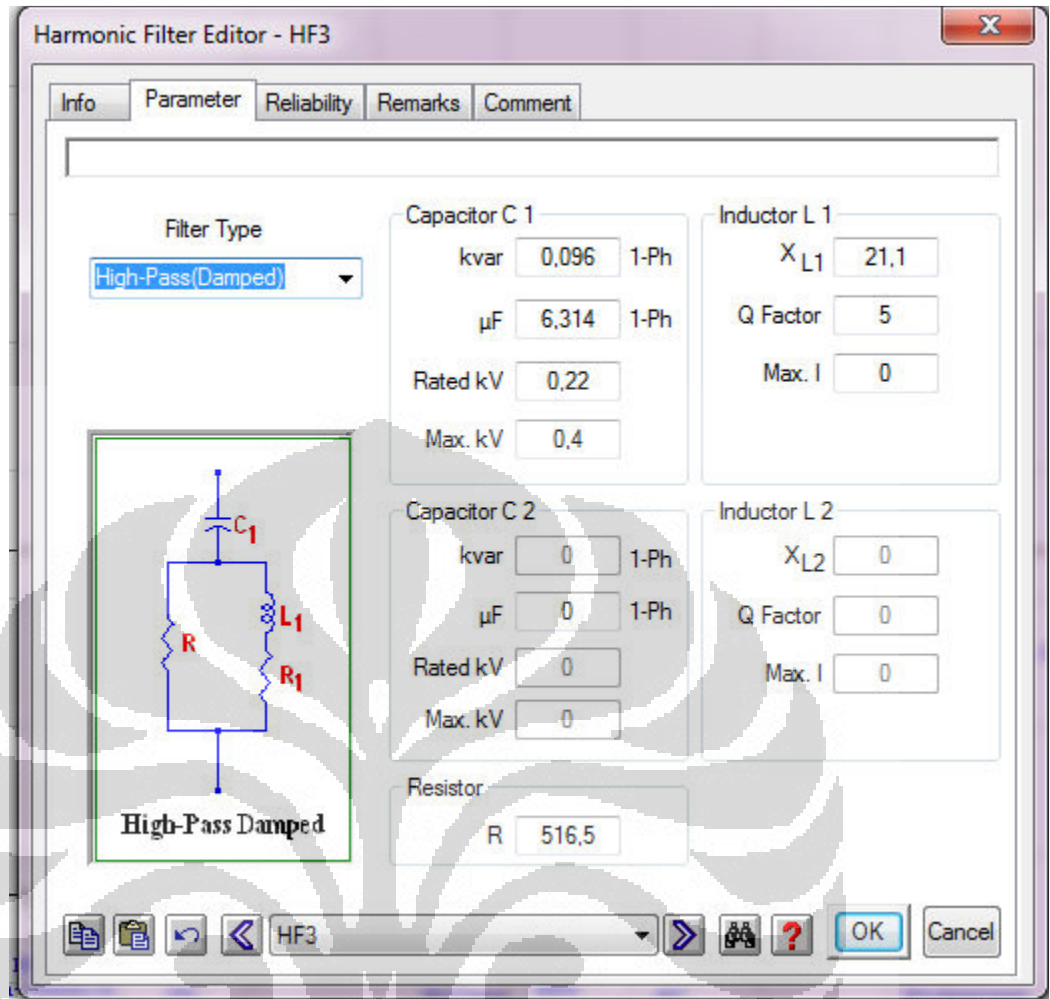 Harmonic Filter Editor - HF3
Info Parameter Reliability Remarks Comment
Filter Type
High-Pass(Damped)
Capacitor C 1
kvar 0,096 1-Ph
µF 6,314 1-Ph
Rated kV 0,22
Max. kV 0,4
Inductor L 1
XL1 21,1
Q Factor 5
Max. I 0
C1
R
L1
R1
High-Pass Damped
Capacitor C 2
kvar 0 1-Ph
µF 0 1-Ph
Rated kV 0
Max. kV 0
Inductor L 2
XL2 0
Q Factor 0
Max. I 0
Resistor
R 516,5
HF3
?
OK
Cancel